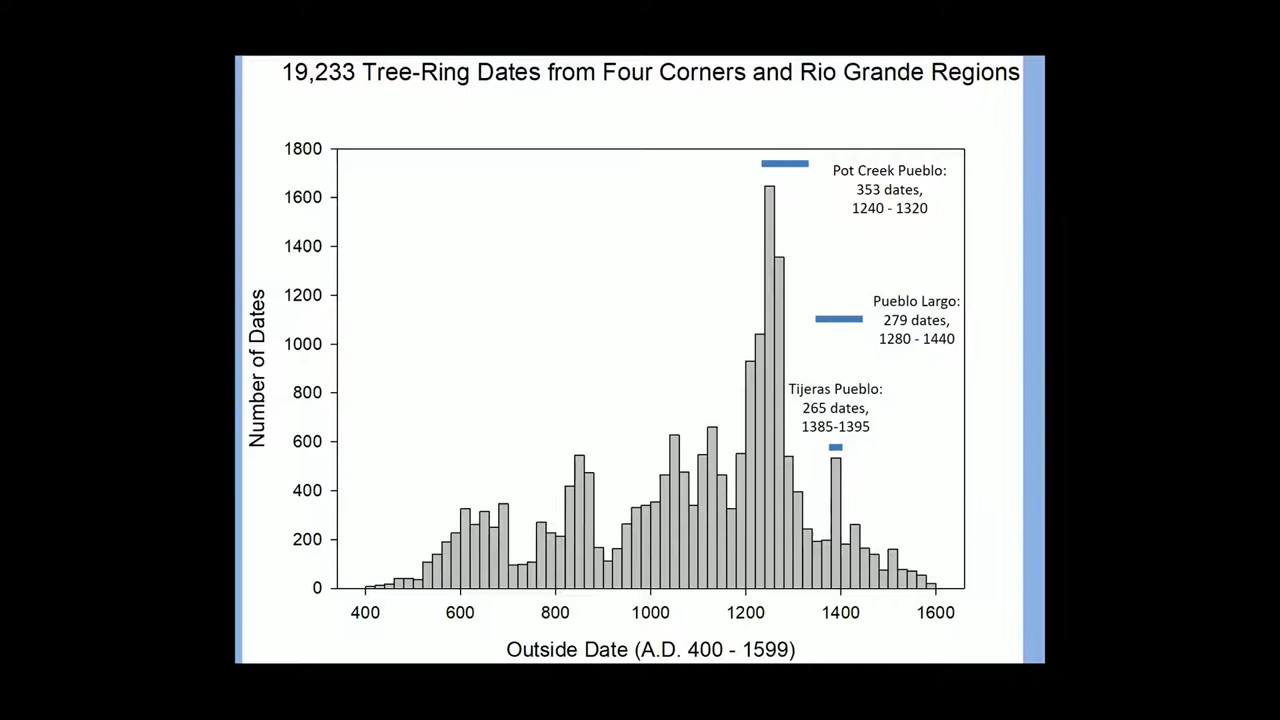 19,233 Tree-Ring Dates from Four Corners and Rio Grande Regions
1800
1600
1400
1200
1000
800
600
400
200
0
Number of Dates
Pot Creek Pueblo:
353 dates,
1240 - 1320
Pueblo Largo:
279 dates,
1280 - 1440
Tijeras Pueblo:
265 dates,
1385-1395
400 600 800 1000 1200 1400 1600
Outside Date (A.D. 400 - 1599)